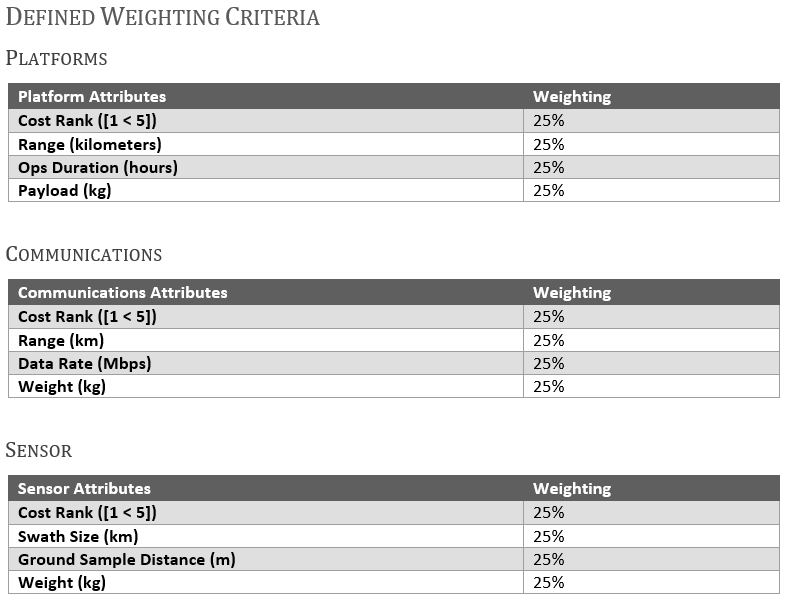 DEFINED WEIGHTING CRITERIA
PLATFORMS
Platform Attributes Weighting
Cost Rank ([1 < 5]) 25%
Range (kilometers) 25%
Ops Duration (hours) 25%
Payload (kg) 25%
COMMUNICATIONS
Communications Attributes Weighting
Cost Rank ([1 < 5]) 25%
Range (km) 25%
Data Rate (Mbps) 25%
Weight (kg) 25%
SENSOR
Sensor Attributes Weighting
Cost Rank ([1 < 5]) 25%
Swath Size (km) 25%
Ground Sample Distance (m) 25%
Weight (kg) 25%